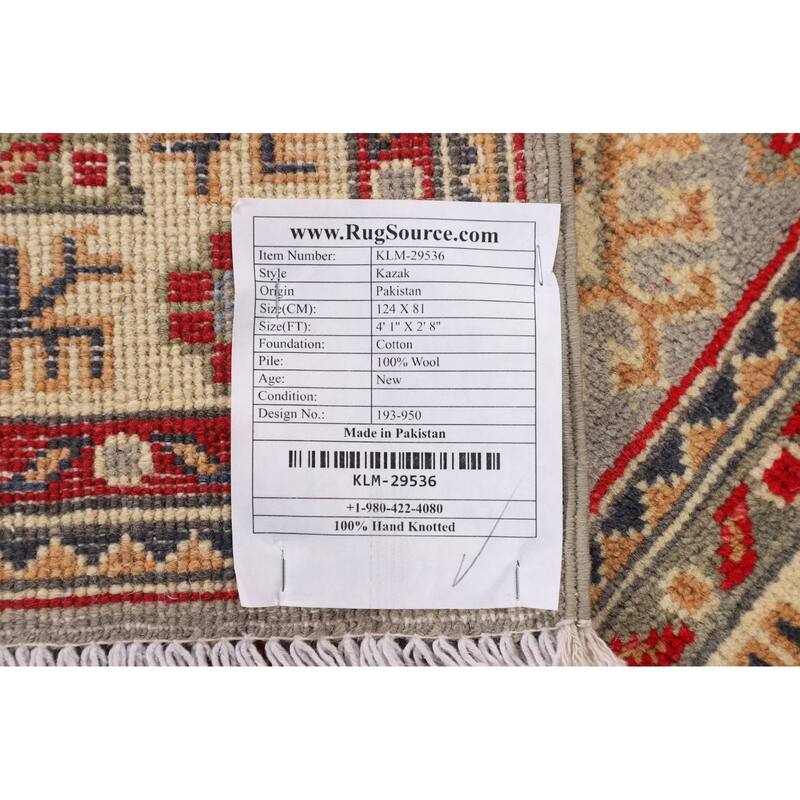 www.RugSource.com
Item Number: KLM-29536
Style Kazak
Origin Pakistan
Size(CM): 124 X 81
Size(FT): 4' 1" X 2' 8"
Foundation: Cotton
Pile: 100% Wool
Age: New
Condition:
Design No.: 193-950
Made in Pakistan
KLM-29536
+1-980-422-4080
100% Hand Knotted